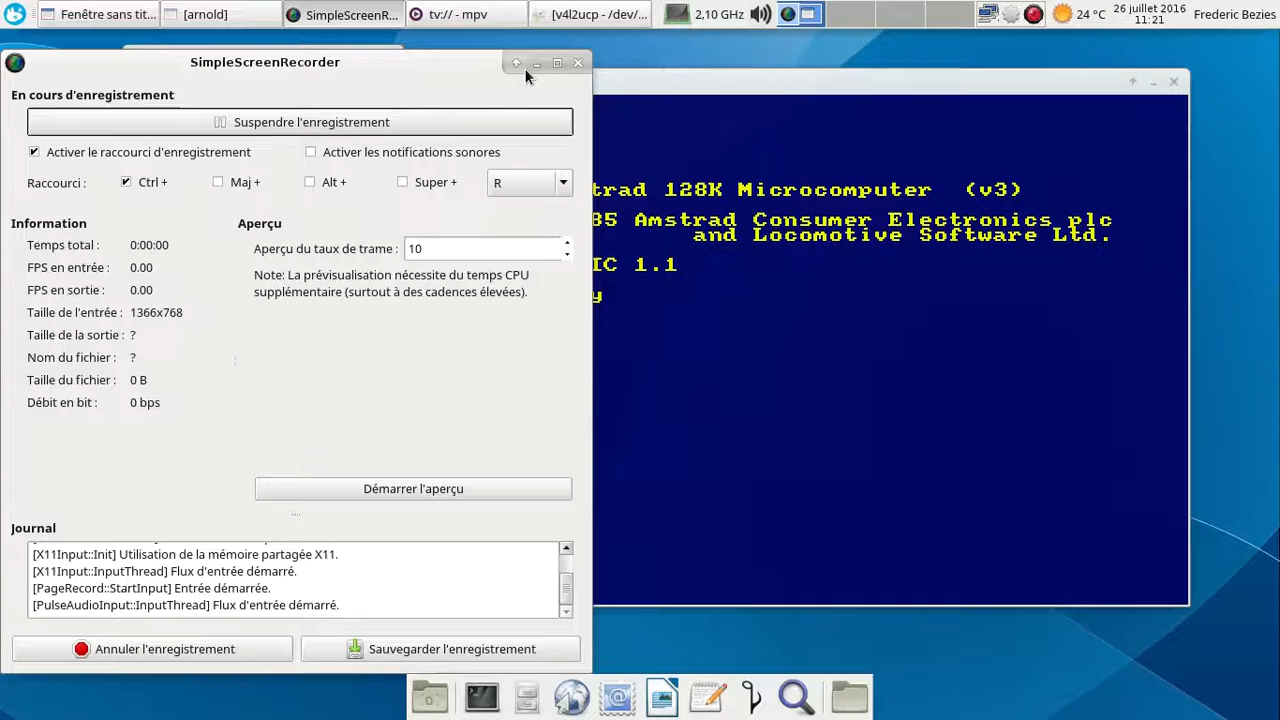 Fenêtre sans tit...
[arnold]
SimpleScreenR...
tv:// - mpv
[v4l2ucp - /dev/...
2,10 GHz
24 °C
26 juillet 2016
11:21
Frederic Bezies
SimpleScreenRecorder
En cours d'enregistrement
Suspendre l'enregistrement
Activer le raccourci d'enregistrement
Activer les notifications sonores
Raccourci :
Ctrl +
Maj +
Alt +
Super +
R
Information
Temps total : 0:00:00
FPS en entrée : 0.00
FPS en sortie : 0.00
Taille de l'entrée : 1366x768
Taille de la sortie : ?
Nom du fichier : ?
Taille du fichier : 0 B
Débit en bit : 0 bps
Aperçu
Aperçu du taux de trame : 10
Note: La prévisualisation nécessite du temps CPU
supplémentaire (surtout à des cadences élevées).
Démarrer l'aperçu
Journal
[X11Input::Init] Utilisation de la mémoire partagée X11.
[X11Input::InputThread] Flux d'entrée démarré.
[PageRecord::StartInput] Entrée démarrée.
[PulseAudioInput::InputThread] Flux d'entrée démarré.
Annuler l'enregistrement
Sauvegarder l'enregistrement
trad 128K Microcomputer (v3)
85 Amstrad Consumer Electronics plc
and Locomotive Software Ltd.
IC 1.1
y